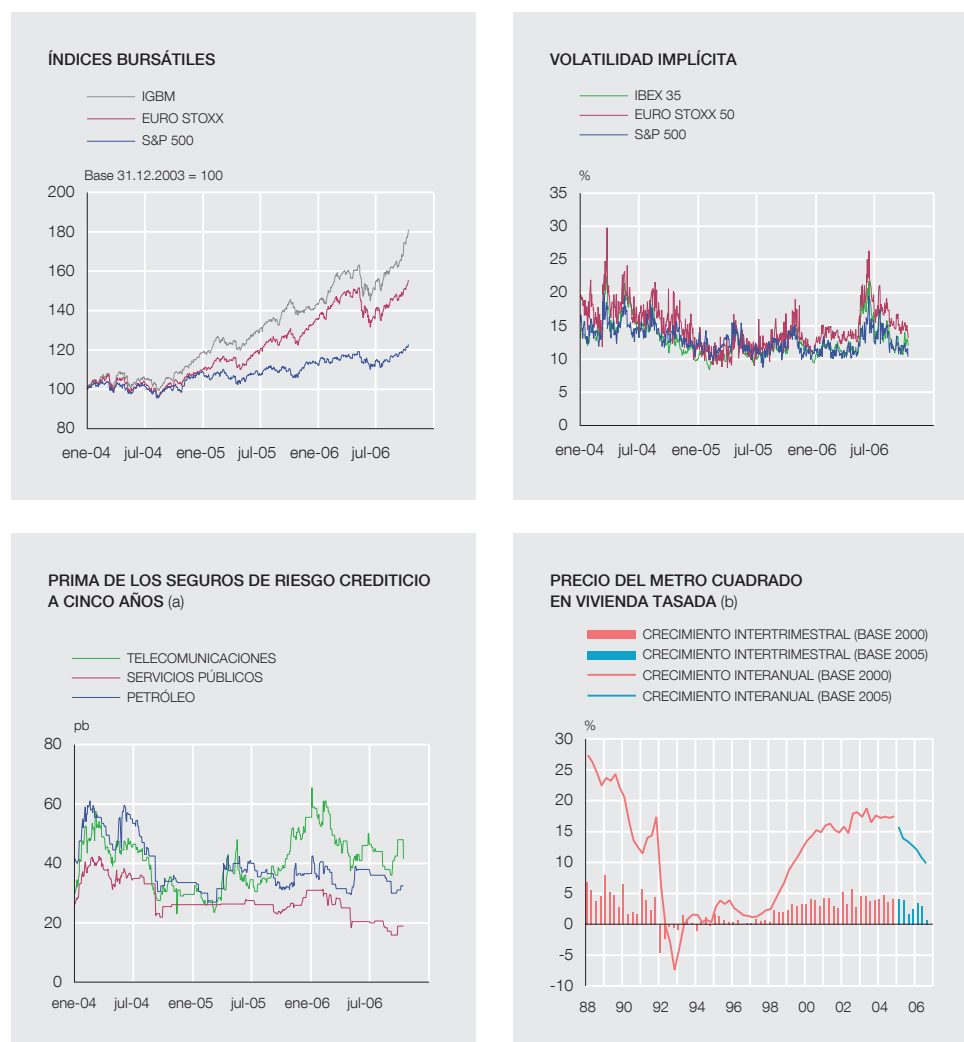 ÍNDICES BURSÁTILES
IGBM
EURO STOXX
S&P 500
Base 31.12.2003 = 100
200
180
160
140
120
100
80
ene-04 jul-04 ene-05 jul-05 ene-06 jul-06
VOLATILIDAD IMPLÍCITA
IBEX 35
EURO STOXX 50
S&P 500
%
35
30
25
20
15
10
5
0
ene-04 jul-04 ene-05 jul-05 ene-06 jul-06
PRIMA DE LOS SEGUROS DE RIESGO CREDITICIO
A CINCO AÑOS (a)
TELECOMUNICACIONES
SERVICIOS PÚBLICOS
PETRÓLEO
pb
80
60
40
20
0
ene-04 jul-04 ene-05 jul-05 ene-06 jul-06
PRECIO DEL METRO CUADRADO
EN VIVIENDA TASADA (b)
CRECIMIENTO INTERTRIMESTRAL (BASE 2000)
CRECIMIENTO INTERTRIMESTRAL (BASE 2005)
CRECIMIENTO INTERANUAL (BASE 2000)
CRECIMIENTO INTERANUAL (BASE 2005)
%
30
25
20
15
10
5
0
-5
-10
88 90 92 94 96 98 00 02 04 06